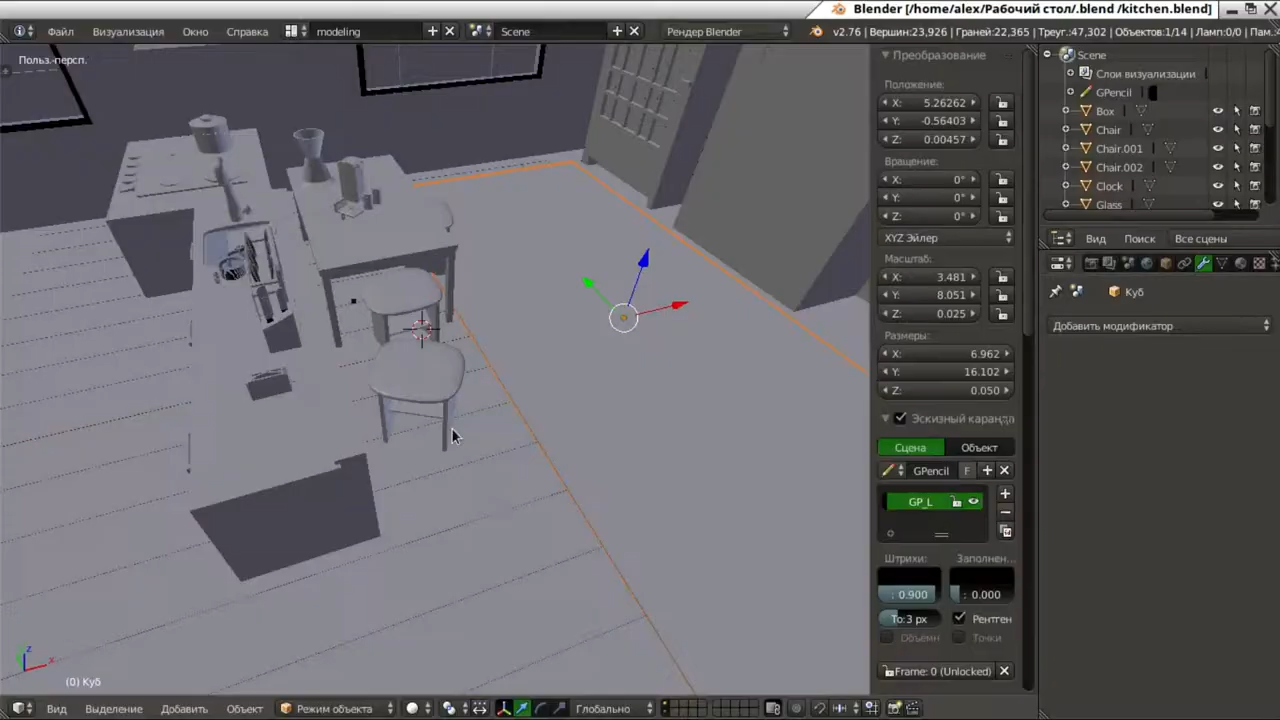 Blender [/home/alex/Рабочий стол/.blend /kitchen.blend]
Файл Визуализация Окно Справка modeling Scene Рендер Blender v2.76 | Вершин:23,926 | Граней:22,365 | Треуг.:47,302 | Объектов:1/14 | Ламп:0/0 | Пам.:
Польз.-персп.
Преобразование
Положение:
X: 5.26262
Y: -0.56403
Z: 0.00457
Вращение:
X: 0°
Y: 0°
Z: 0°
XYZ Эйлер
Масштаб:
X: 3.481
Y: 8.051
Z: 0.025
Размеры:
X: 6.962
Y: 16.102
Z: 0.050
Эскизный каранд
Сцена Объект
GPencil F
GP_L
Штрихи: Заполнен
: 0.900 : 0.000
То:3 px Рентген
Объёмн Точки
Frame: 0 (Unlocked)
Scene
Слои визуализации
GPencil
Box
Chair
Chair.001
Chair.002
Clock
Glass
Вид Поиск Все сцены
Куб
Добавить модификатор
z
x
(0) Куб
Вид Выделение Добавить Объект Режим объекта Глобально